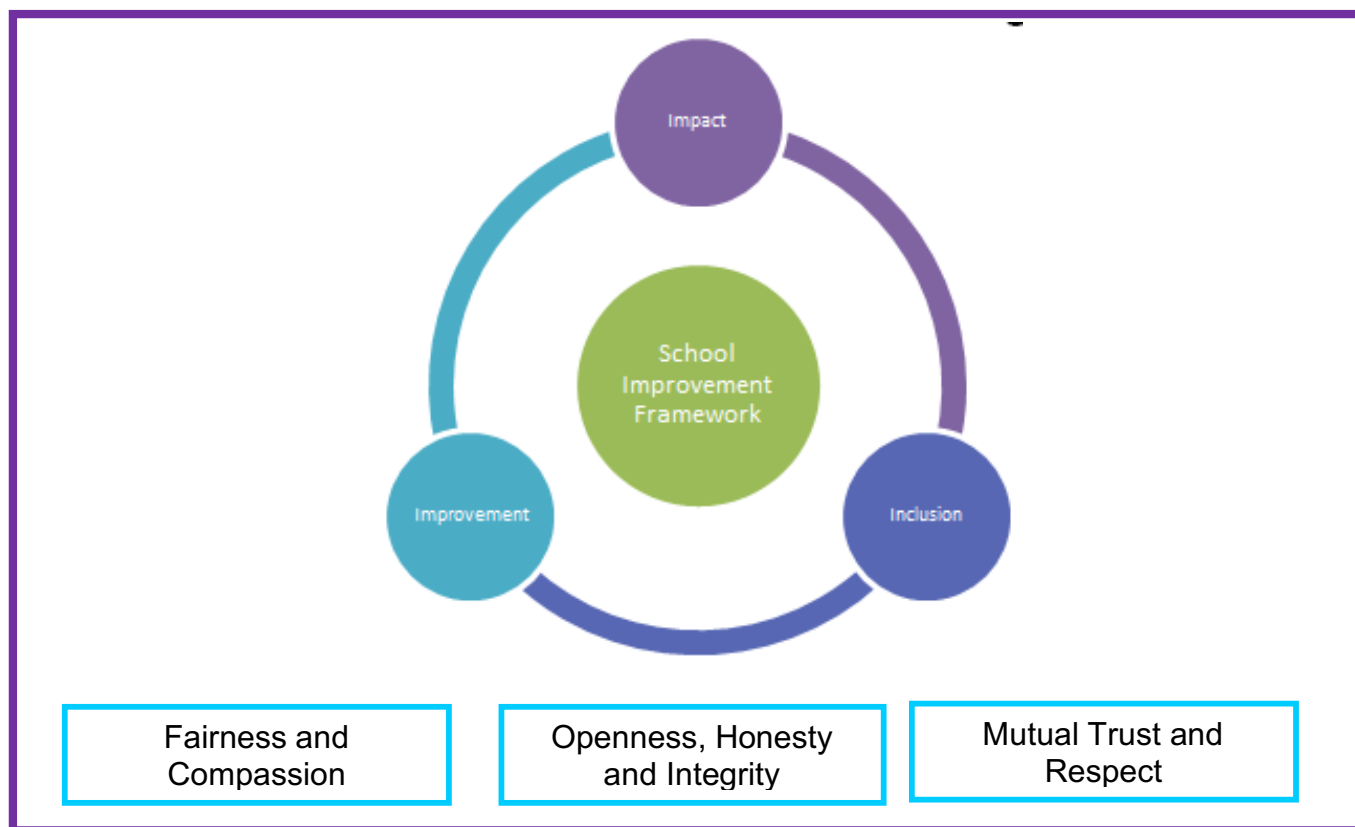 Impact
School
Improvement
Framework
Improvement
Inclusion
Fairness and
Compassion
Openness, Honesty
and Integrity
Mutual Trust and
Respect